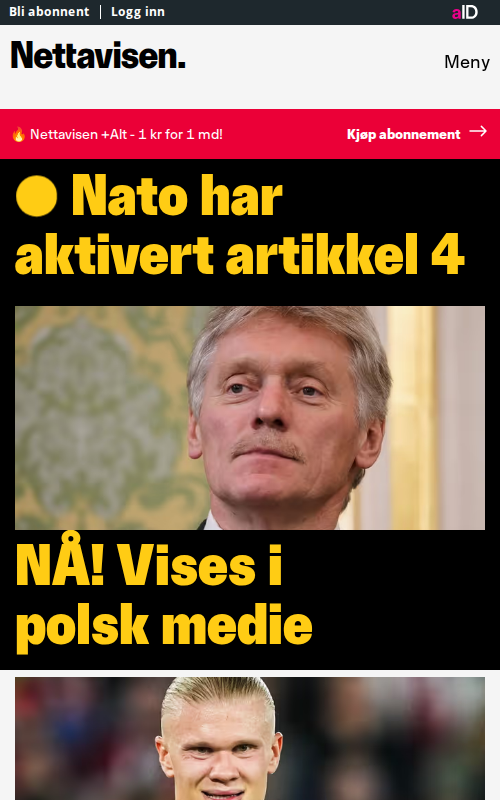 Bli abonnent | Logg inn
aID
Nettavisen.
Meny
🔥 Nettavisen +Alt - 1 kr for 1 md!
Kjøp abonnement →
Nato har
aktivert artikkel 4
NÅ! Vises i
polsk medie